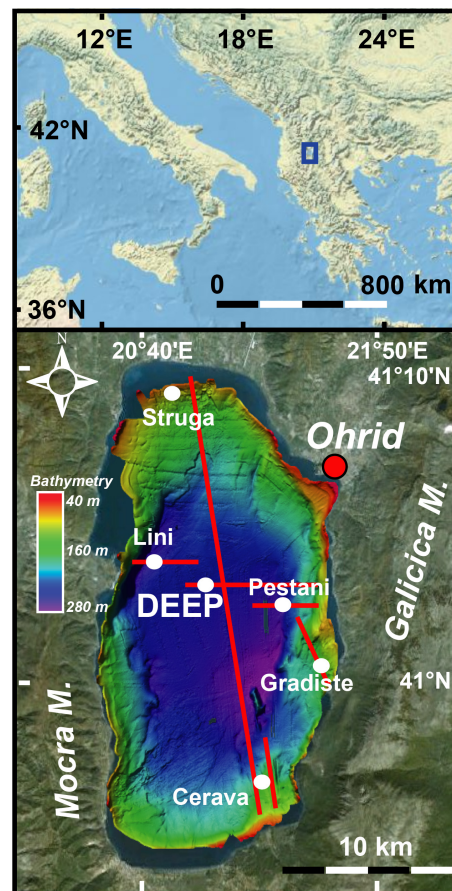 12°E 18°E 24°E
42°N
0 800 km
36°N
N 20°40'E 21°50'E
41°10'N
Struga
Ohrid
Bathymetry
40 m
160 m
280 m
Lini
DEEP
Pestani
Galicica M.
Gradiste
41°N
Mocra M.
Cerava
10 km